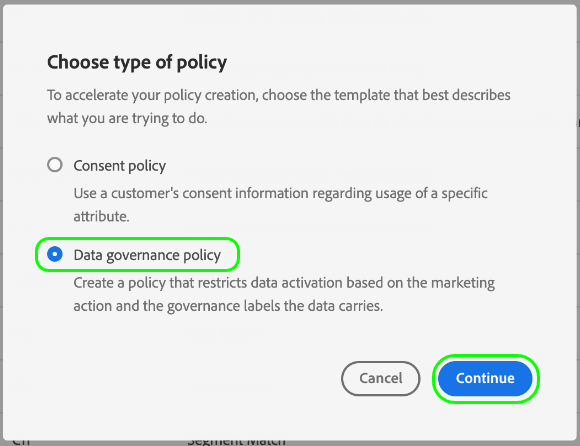 Choose type of policy
To accelerate your policy creation, choose the template that best describes
what you are trying to do.
Consent policy
Use a customer's consent information regarding usage of a specific
attribute.
Data governance policy
Create a policy that restricts data activation based on the marketing
action and the governance labels the data carries.
Cancel
Continue
Segment Match